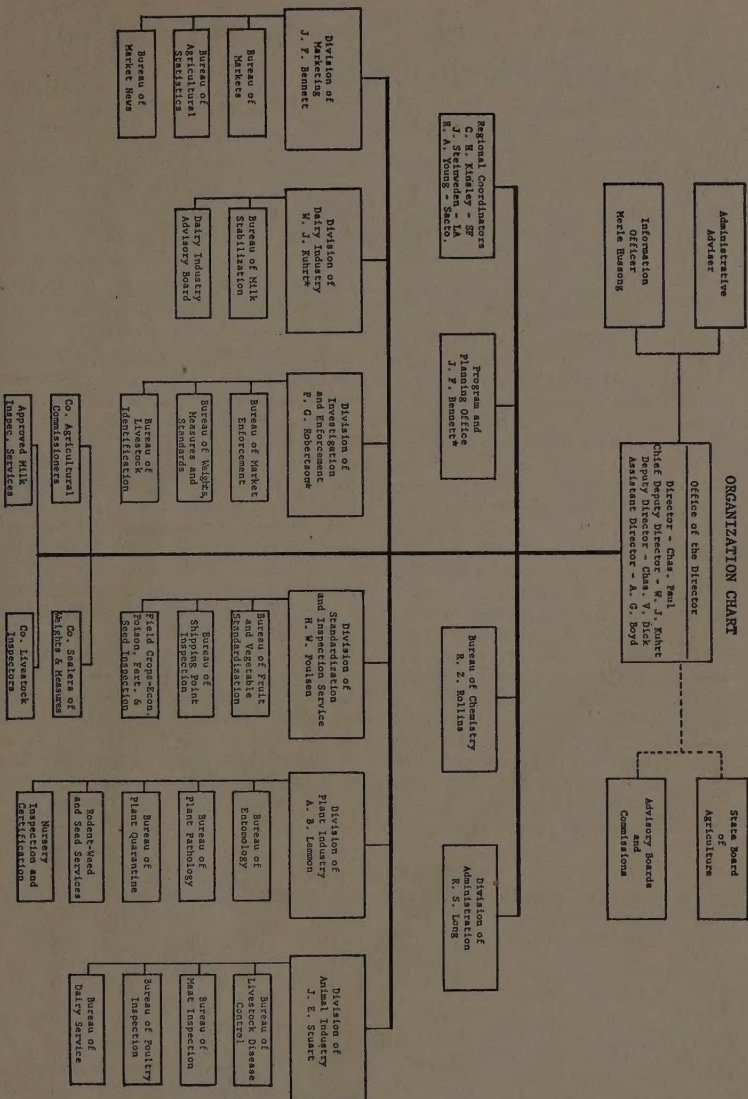 ORGANIZATION CHART
Administrative
Adviser
Information
Officer
Merle Hussong
Office of the Director
Director - Chas. Paul
Chief Deputy Director - W. J. Kuhrt
Deputy Director - Chas. V. Dick
Assistant Director - A. G. Boyd
State Board
of
Agriculture
Advisory Boards
and
Commissions
Regional Coordinators
C. H. Kinsley - SF
J. Steinweden - LA
R. A. Young - Sacto.
Program and
Planning Office
J. F. Bennett*
Bureau of Chemistry
R. Z. Rollins
Division of
Administration
R. S. Long
Division of
Marketing
J. F. Bennett
Bureau of
Markets
Bureau of
Agricultural
Statistics
Bureau of
Market News
Division of
Dairy Industry
W. J. Kuhrt*
Bureau of Milk
Stabilization
Dairy Industry
Advisory Board
Division of
Investigation
and Enforcement
P. G. Robertson*
Bureau of Market
Enforcement
Bureau of Weights,
Measures and
Standards
Bureau of
Livestock
Identification
Division of
Standardization
and Inspection Service
H. W. Poulsen
Bureau of Fruit
and Vegetable
Standardization
Bureau of
Shipping Point
Inspection
Field Crops-Econ.
Poison, Fert. &
Seed Inspection
Division of
Plant Industry
A. B. Lemmon
Bureau of
Entomology
Bureau of
Plant Pathology
Bureau of
Plant Quarantine
Rodent-Weed
and Seed Services
Nursery
Inspection and
Certification
Division of
Animal Industry
J. E. Stuart
Bureau of
Livestock Disease
Control
Bureau of
Meat Inspection
Bureau of Poultry
Inspection
Bureau of
Dairy Service
Co. Agricultural
Commissioners
Co. Sealers of
Weights & Measures
Approved Milk
Inspec. Services
Co. Livestock
Inspectors